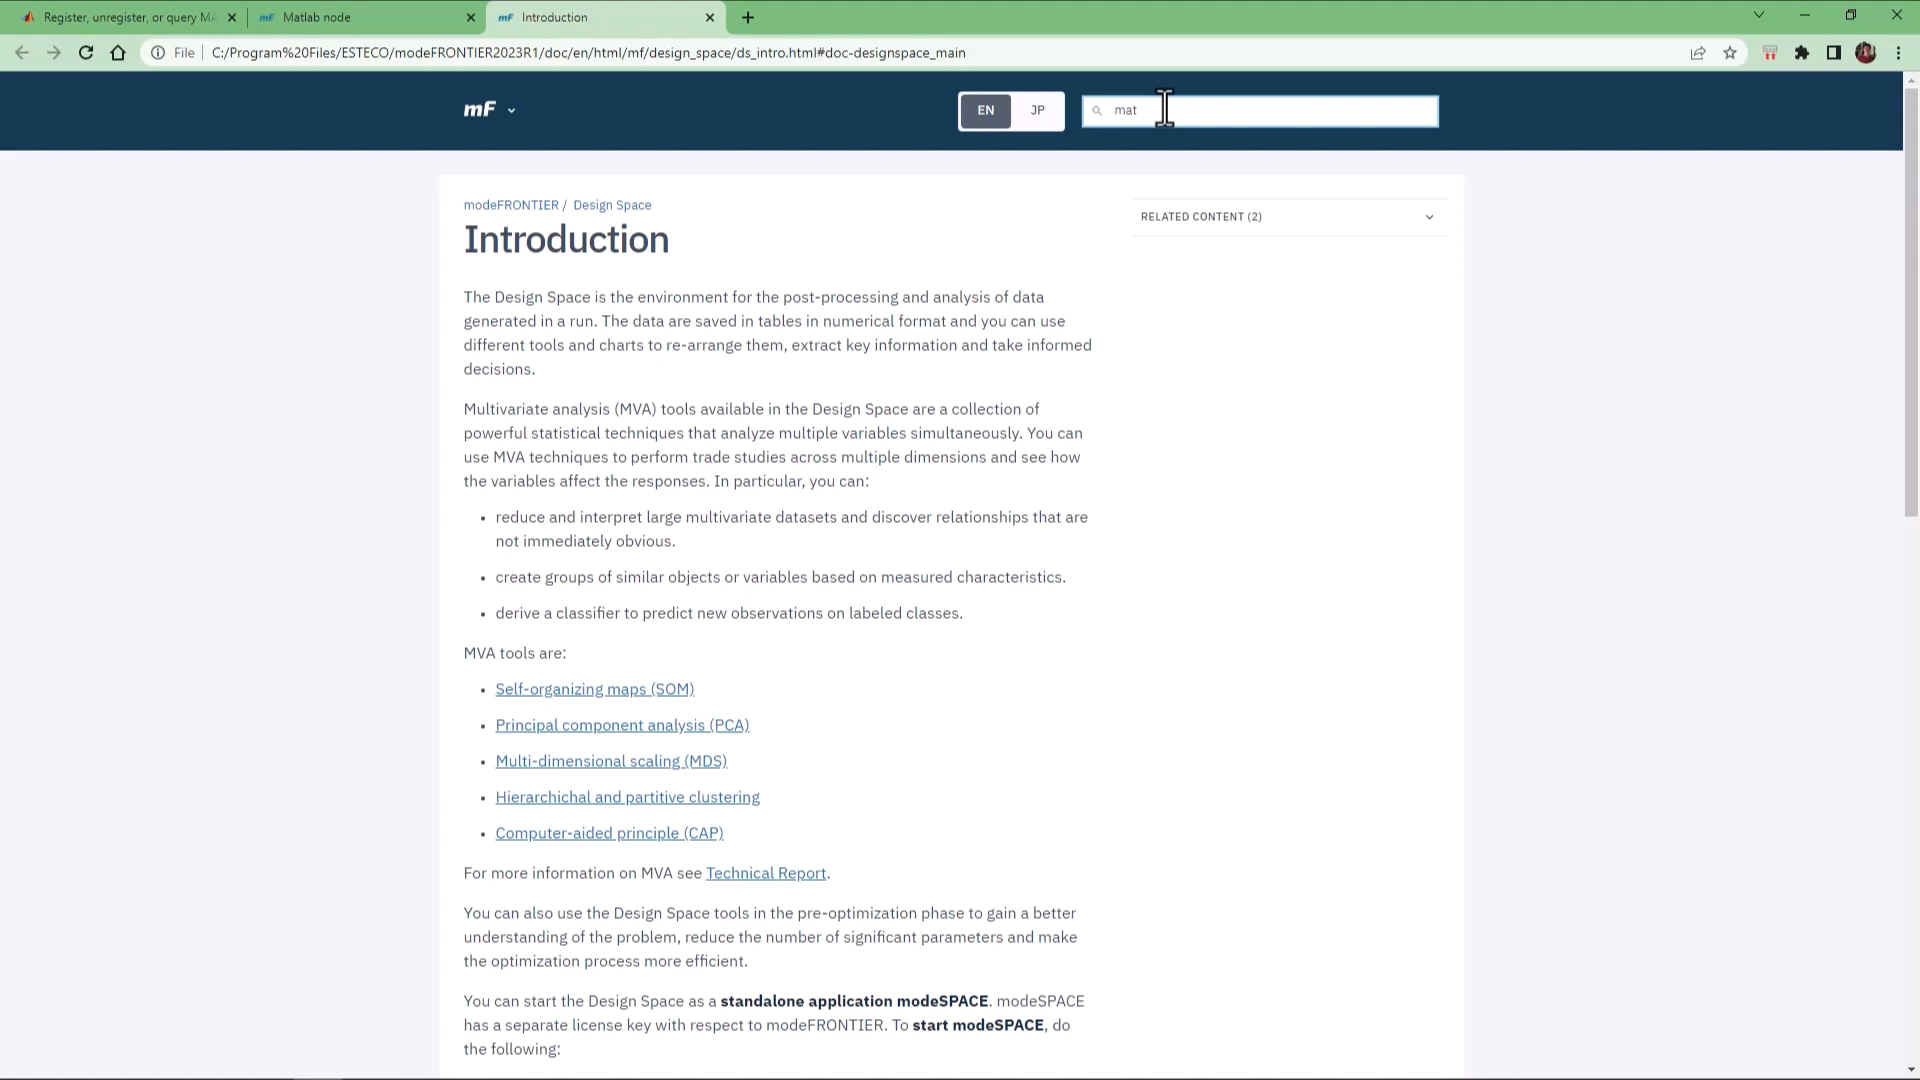 Register, unregister, or query MA
mF Matlab node
mF Introduction
File C:/Program%20Files/ESTECO/modeFRONTIER2023R1/doc/en/html/mf/design_space/ds_intro.html#doc-designspace_main
mF
EN JP
mat
modeFRONTIER / Design Space
Introduction
RELATED CONTENT (2)
The Design Space is the environment for the post-processing and analysis of data
generated in a run. The data are saved in tables in numerical format and you can use
different tools and charts to re-arrange them, extract key information and take informed
decisions.
Multivariate analysis (MVA) tools available in the Design Space are a collection of
powerful statistical techniques that analyze multiple variables simultaneously. You can
use MVA techniques to perform trade studies across multiple dimensions and see how
the variables affect the responses. In particular, you can:
• reduce and interpret large multivariate datasets and discover relationships that are
not immediately obvious.
• create groups of similar objects or variables based on measured characteristics.
• derive a classifier to predict new observations on labeled classes.
MVA tools are:
• Self-organizing maps (SOM)
• Principal component analysis (PCA)
• Multi-dimensional scaling (MDS)
• Hierarchichal and partitive clustering
• Computer-aided principle (CAP)
For more information on MVA see Technical Report.
You can also use the Design Space tools in the pre-optimization phase to gain a better
understanding of the problem, reduce the number of significant parameters and make
the optimization process more efficient.
You can start the Design Space as a standalone application modeSPACE. modeSPACE
has a separate license key with respect to modeFRONTIER. To start modeSPACE, do
the following: